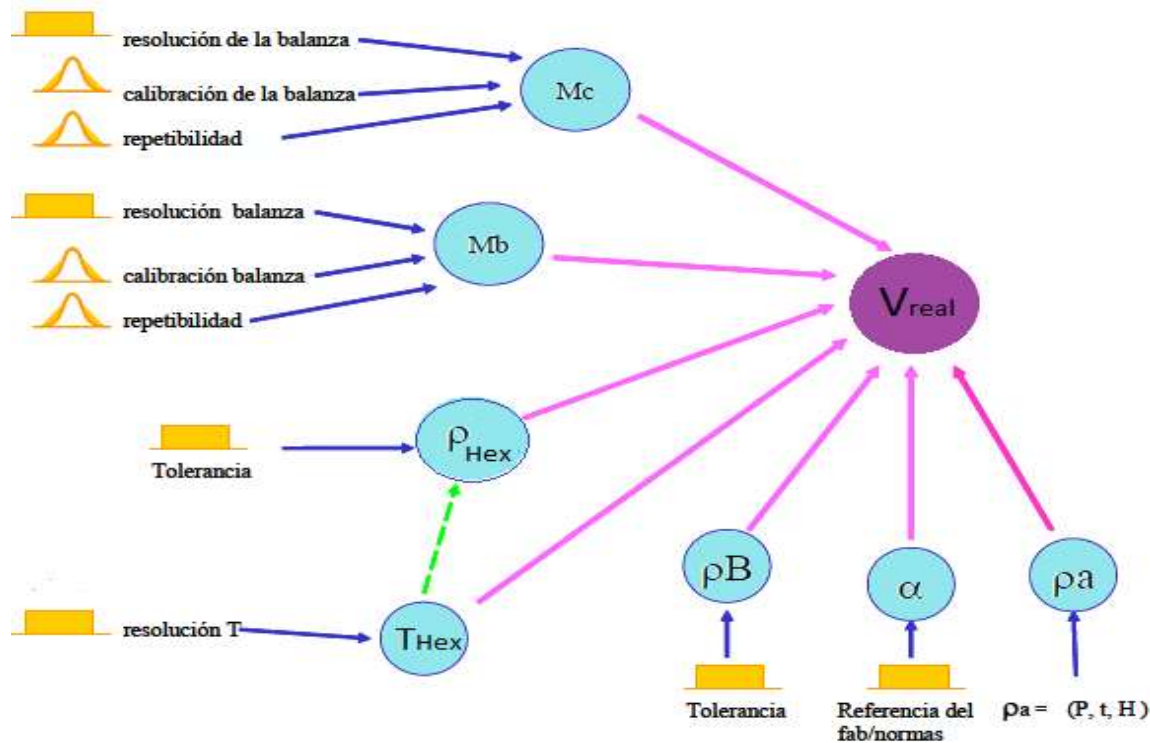 resolución de la balanza
calibración de la balanza
repetibilidad
Mc
resolución balanza
calibración balanza
repetibilidad
Mb
Vreal
Tolerancia
ρHex
resolución T
THex
ρB
α
ρa
Tolerancia
Referencia del
fab/normas
ρa = (P, t, H )